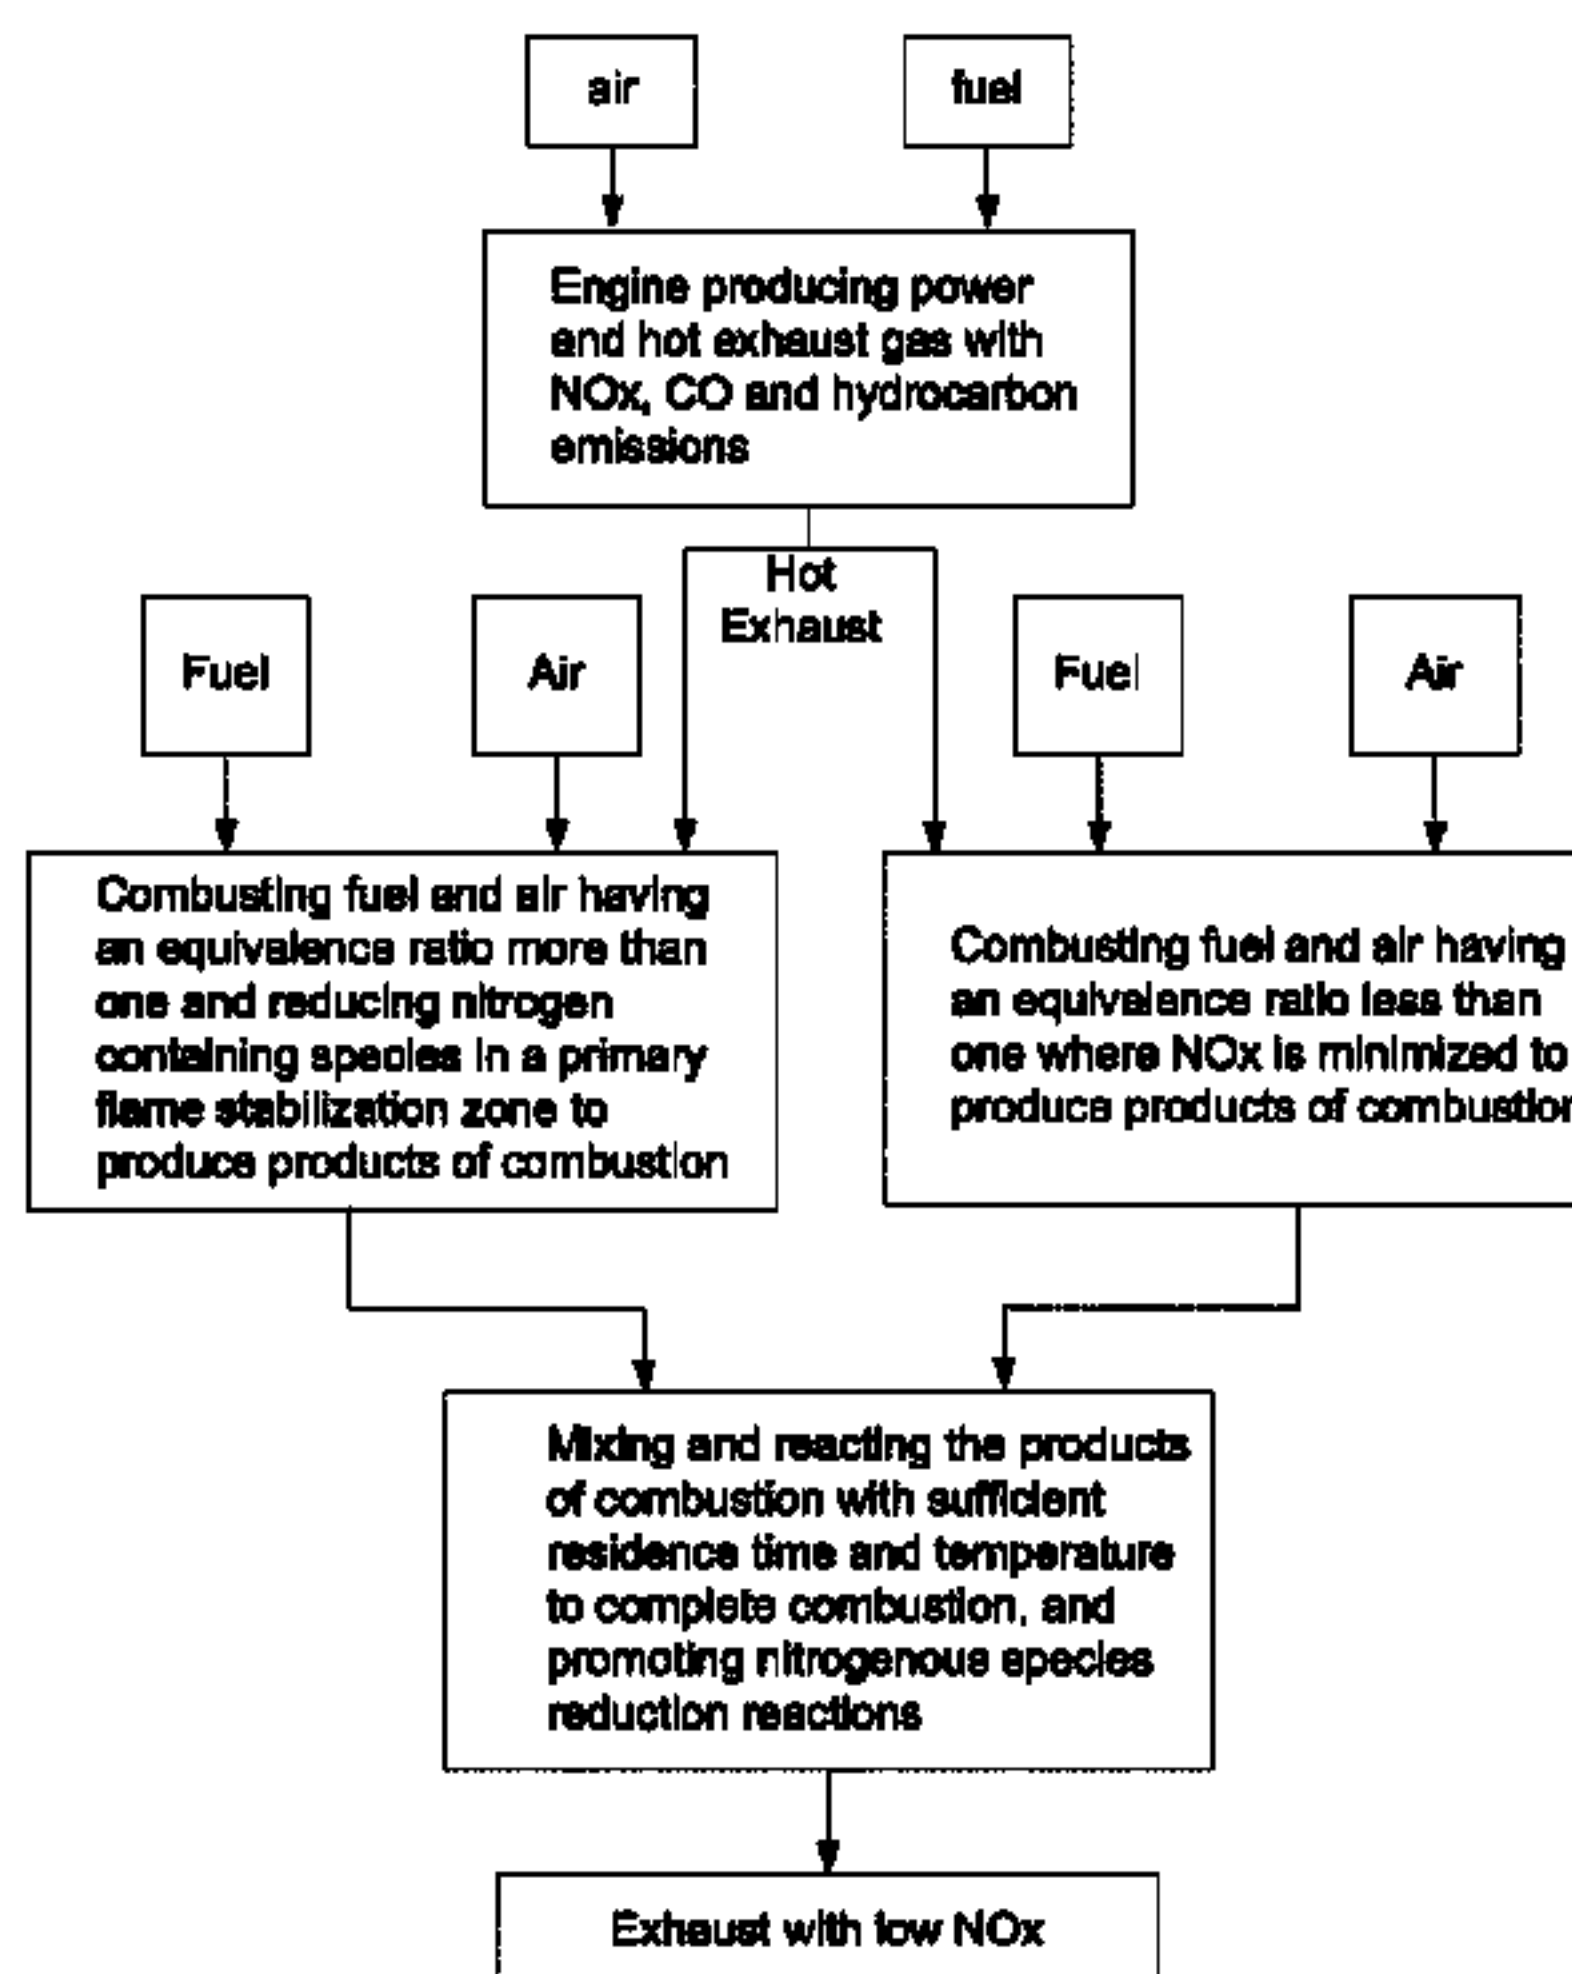 air
fuel
Engine producing power
and hot exhaust gas with
NOx, CO and hydrocarbon
emissions
Hot
Exhaust
Fuel
Air
Fuel
Air
Combusting fuel and air having
an equivalence ratio more than
one and reducing nitrogen
containing species in a primary
flame stabilization zone to
produce products of combustion
Combusting fuel and air having
an equivalence ratio less than
one where NOx is minimized to
produce products of combustion
Mixing and reacting the products
of combustion with sufficient
residence time and temperature
to complete combustion, and
promoting nitrogenous species
reduction reactions
Exhaust with low NOx